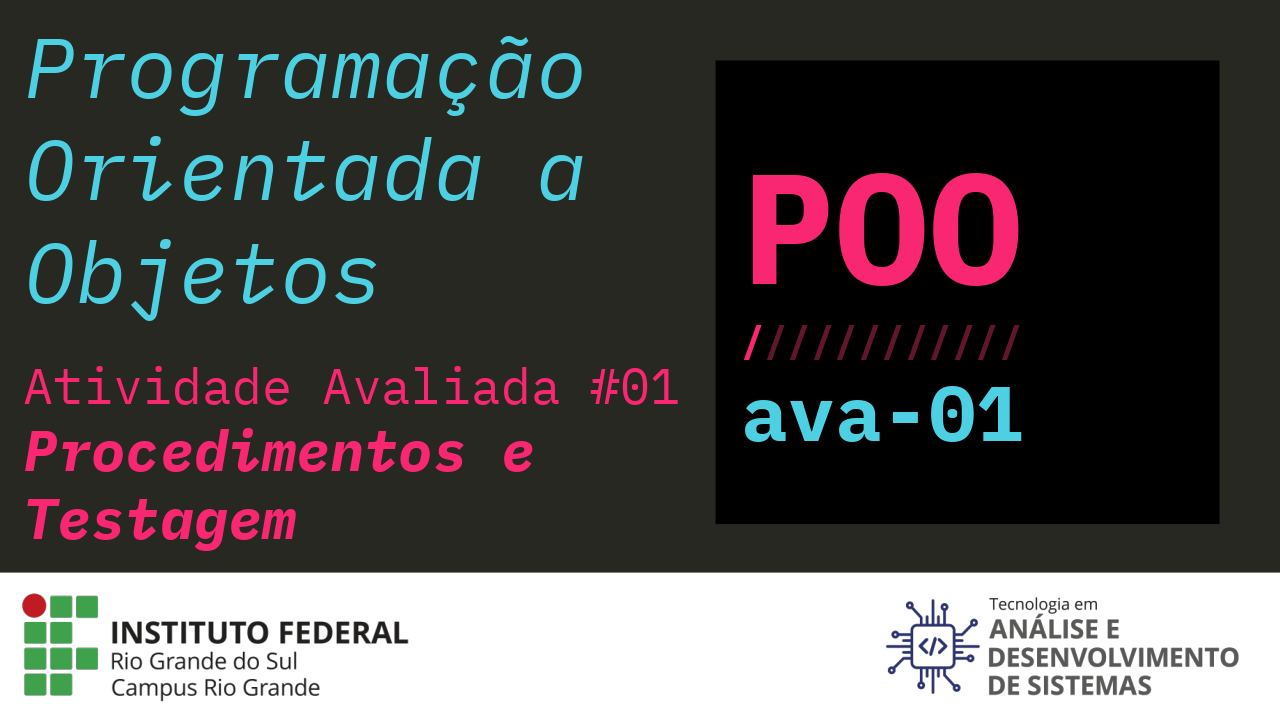 Programação
Orientada a
Objetos
Atividade Avaliada #01
Procedimentos e
Testagem
POO
////////////
ava-01
INSTITUTO FEDERAL
Rio Grande do Sul
Campus Rio Grande
</>
Tecnologia em
ANÁLISE E
DESENVOLVIMENTO
DE SISTEMAS